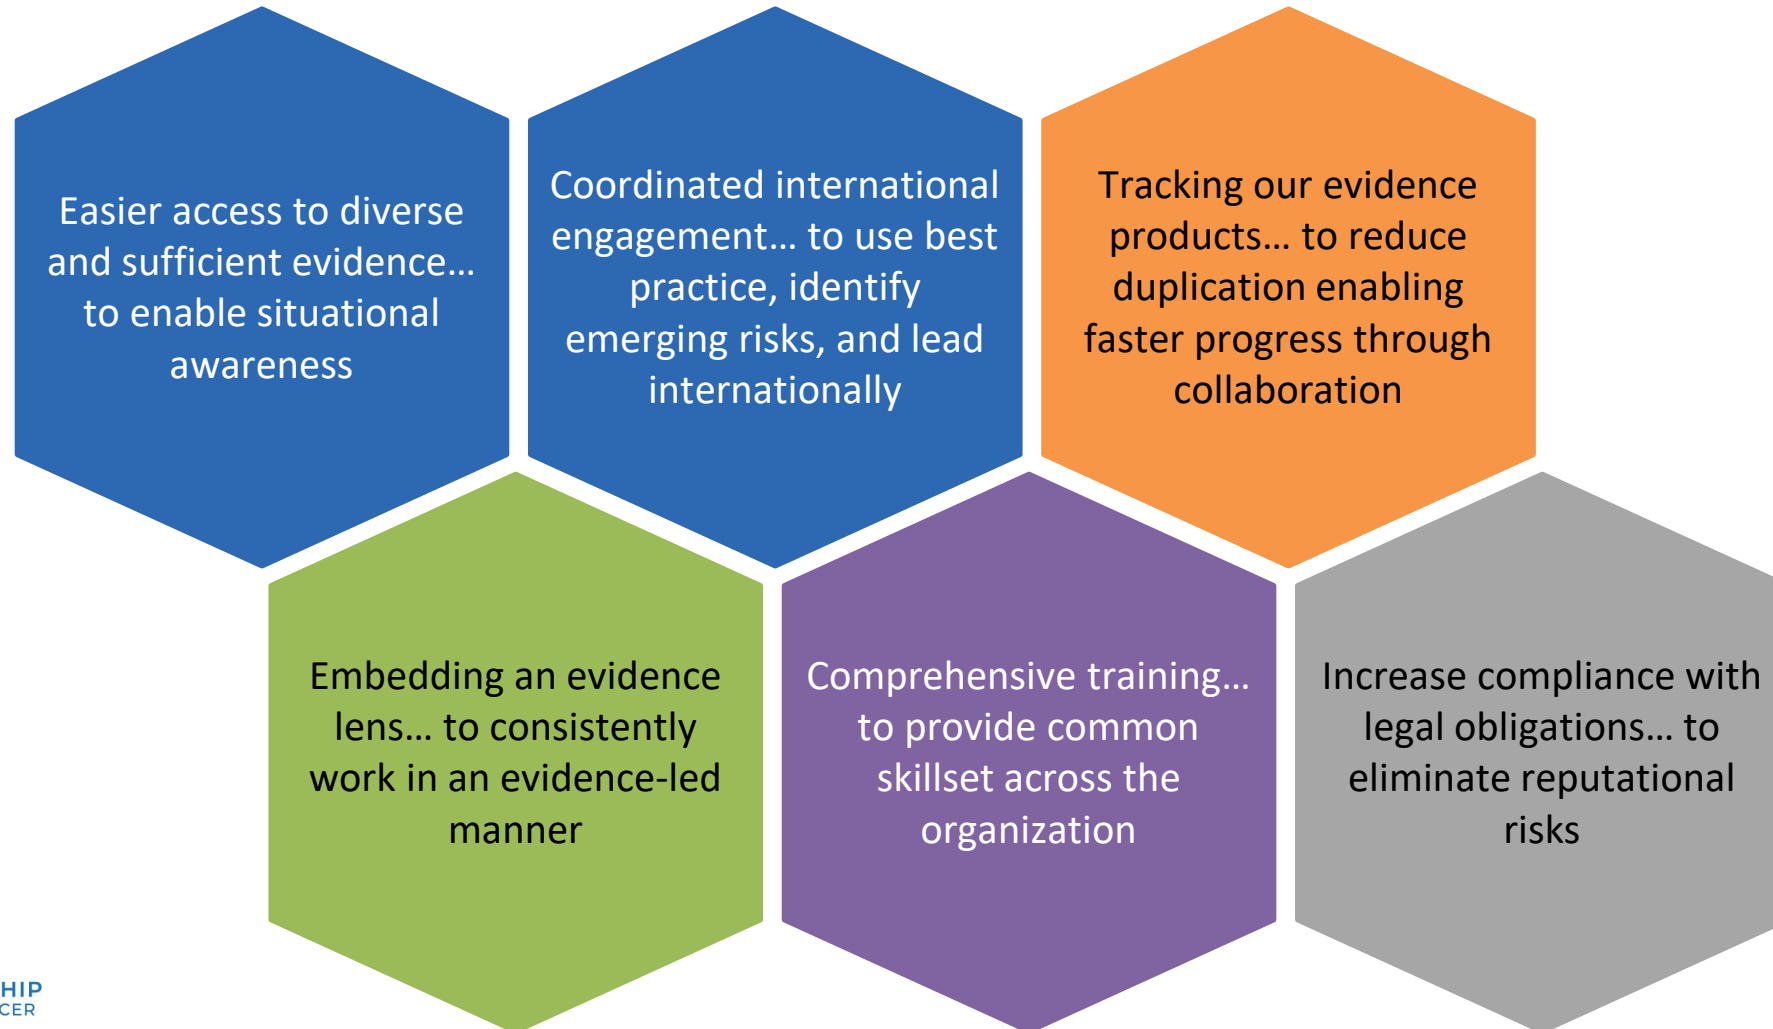 Easier access to diverse
and sufficient evidence…
to enable situational
awareness
Coordinated international
engagement… to use best
practice, identify
emerging risks, and lead
internationally
Tracking our evidence
products… to reduce
duplication enabling
faster progress through
collaboration
Embedding an evidence
lens… to consistently
work in an evidence-led
manner
Comprehensive training…
to provide common
skillset across the
organization
Increase compliance with
legal obligations… to
eliminate reputational
risks
HIP
CER